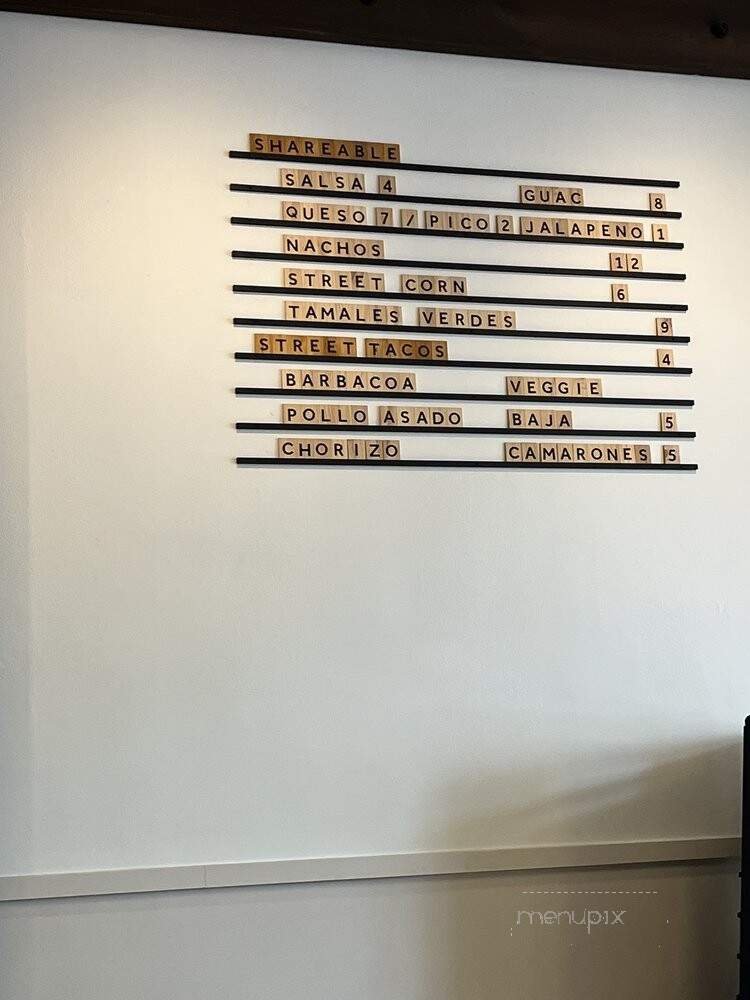 SHAREABLE
SALSA 4 GUAC 8
QUESO 7 / PICO 2 JALAPENO 1
NACHOS 12
STREET CORN 6
TAMALES VERDES 9
STREET TACOS 4
BARBACOA VEGGIE
POLLO ASADO BAJA 5
CHORIZO CAMARONES 5
menupix